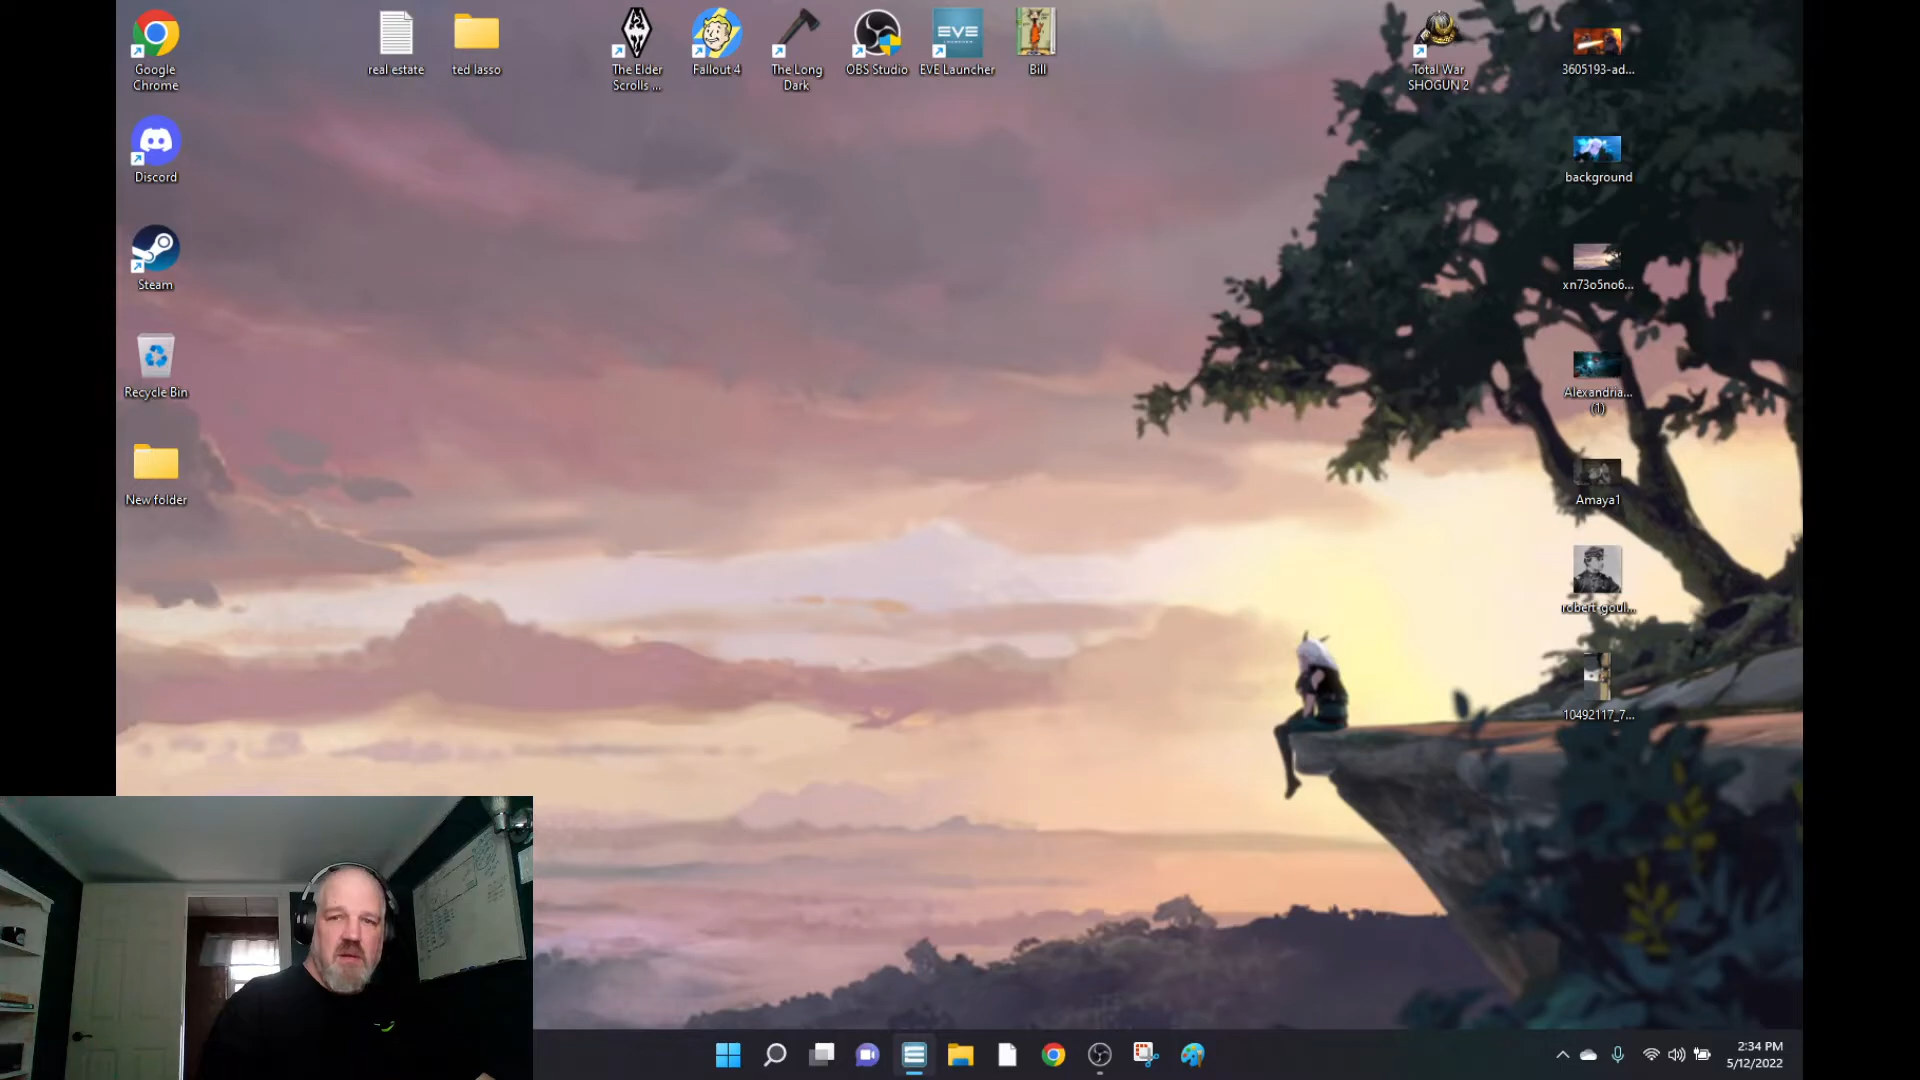 Google
Chrome
real estate
ted lasso
The Elder
Scrolls ...
Fallout 4
The Long
Dark
OBS Studio
EVE
EVE Launcher
Bill
Total War
SHOGUN 2
3605193-ad...
Discord
background
Steam
xn73o5no6...
Recycle Bin
Alexandria...
(1)
New folder
Amaya1
robert-goul...
10492117_7...
2:34 PM
5/12/2022